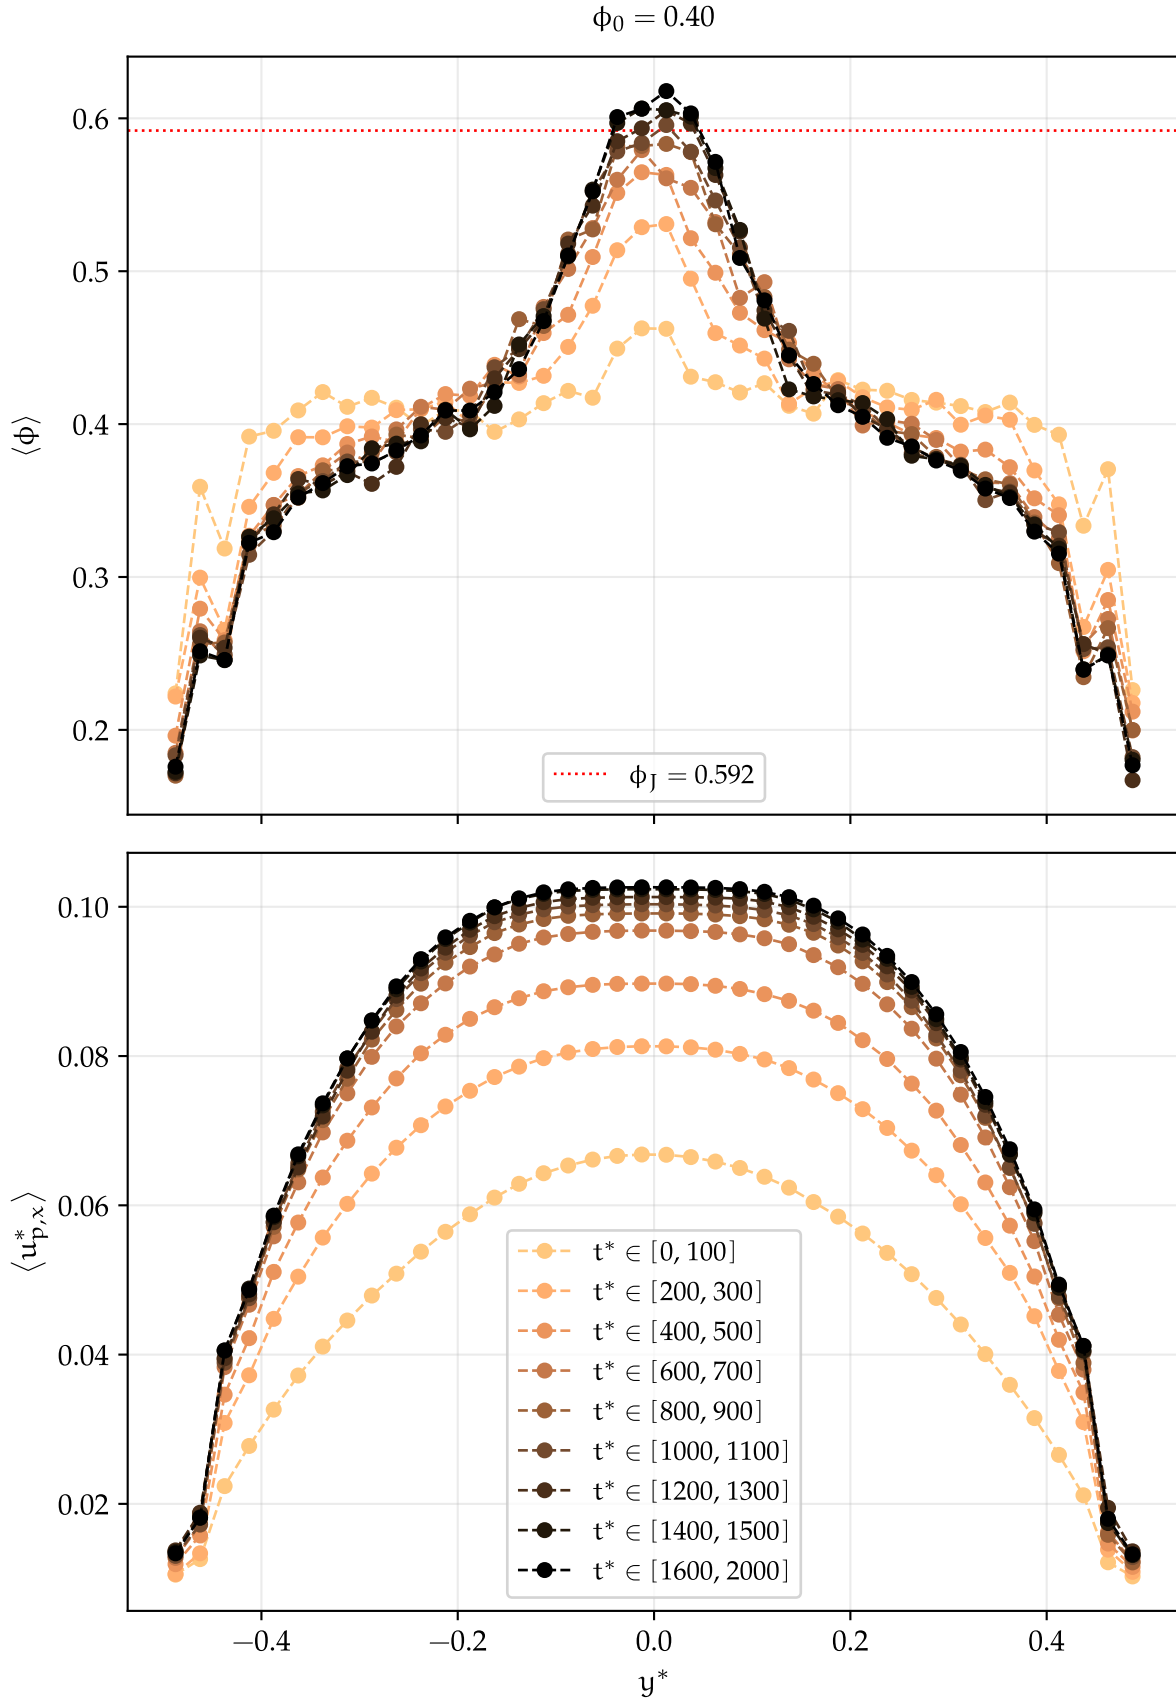 ϕ₀ = 0.40
0.6
0.5
0.4
0.3
0.2
⟨ϕ⟩
ϕ_J = 0.592
0.10
0.08
0.06
0.04
0.02
⟨u*_{p,x}⟩
t* ∈ [0, 100]
t* ∈ [200, 300]
t* ∈ [400, 500]
t* ∈ [600, 700]
t* ∈ [800, 900]
t* ∈ [1000, 1100]
t* ∈ [1200, 1300]
t* ∈ [1400, 1500]
t* ∈ [1600, 2000]
−0.4 −0.2 0.0 0.2 0.4
y*